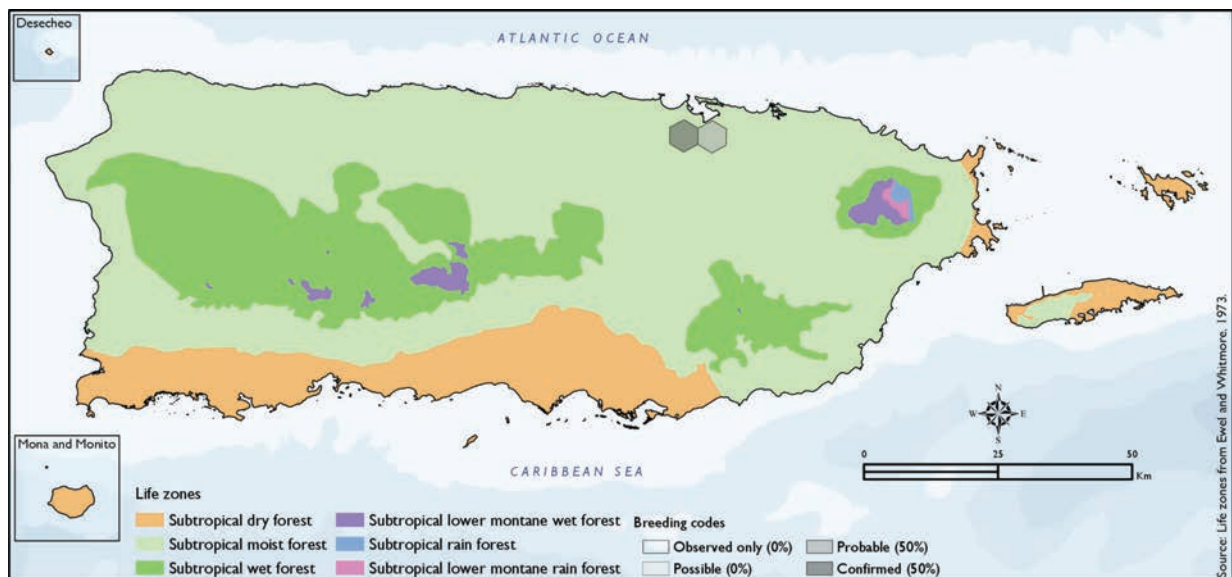 Desecheo
ATLANTIC OCEAN
N
W
E
S
Mona and Monito
CARIBBEAN SEA
0
25
50
Km
Life zones
Subtropical dry forest
Subtropical moist forest
Subtropical wet forest
Subtropical lower montane wet forest
Subtropical rain forest
Subtropical lower montane rain forest
Breeding codes
Observed only (0%)
Possible (0%)
Probable (50%)
Confirmed (50%)
Source: Life zones from Ewel and Whitmore, 1973.